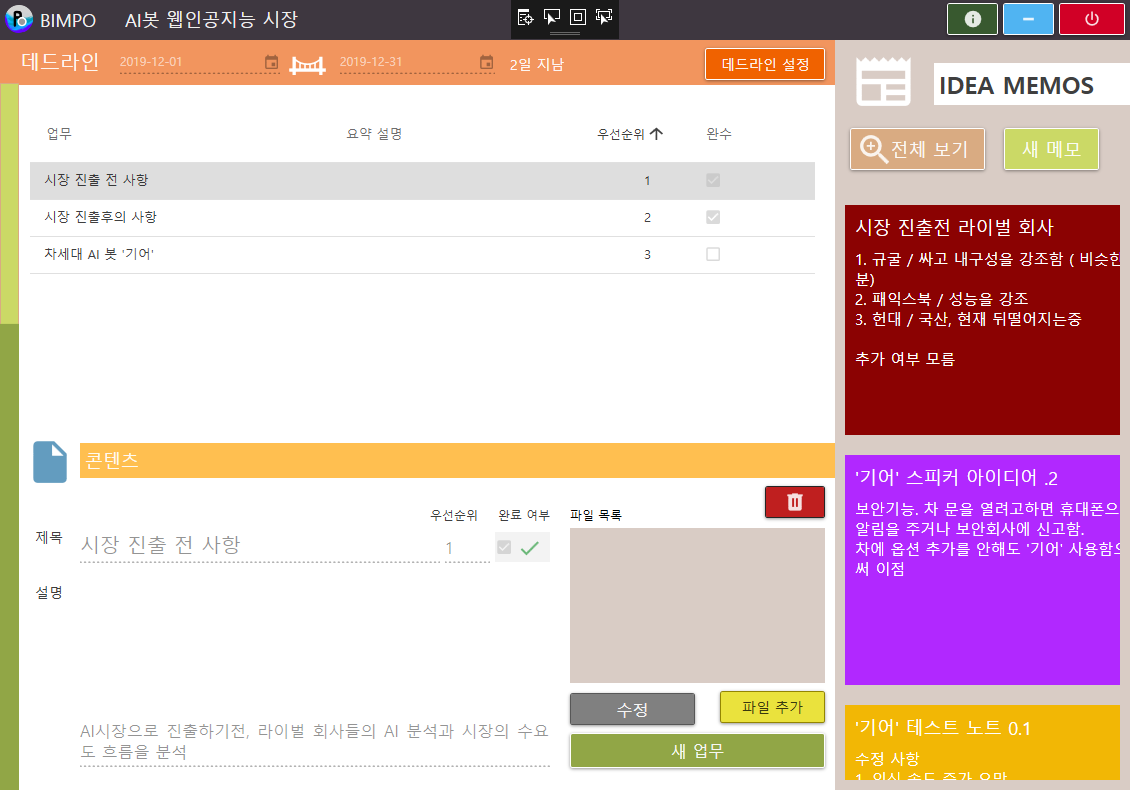 BIMPO AI봇 웹인공지능 시장
데드라인 2019-12-01 2019-12-31 2일 지남 데드라인 설정
업무 요약 설명 우선순위 완수
시장 진출 전 사항 1
시장 진출후의 사항 2
차세대 AI 봇 '기어' 3
콘텐츠
우선순위 완료 여부 파일 목록
제목 시장 진출 전 사항 1
설명
AI시장으로 진출하기전, 라이벌 회사들의 AI 분석과 시장의 수요
도 흐름을 분석
수정 파일 추가
새 업무
IDEA MEMOS
전체 보기 새 메모
시장 진출전 라이벌 회사
1. 규굴 / 싸고 내구성을 강조함 ( 비슷한
분)
2. 패익스북 / 성능을 강조
3. 헌대 / 국산, 현재 뒤떨어지는중
추가 여부 모름
'기어' 스피커 아이디어 .2
보안기능. 차 문을 열려고하면 휴대폰으
알림을 주거나 보안회사에 신고함.
차에 옵션 추가를 안해도 '기어' 사용함으
써 이점
'기어' 테스트 노트 0.1
수정 사항
1. 인식 속도 증가 요망